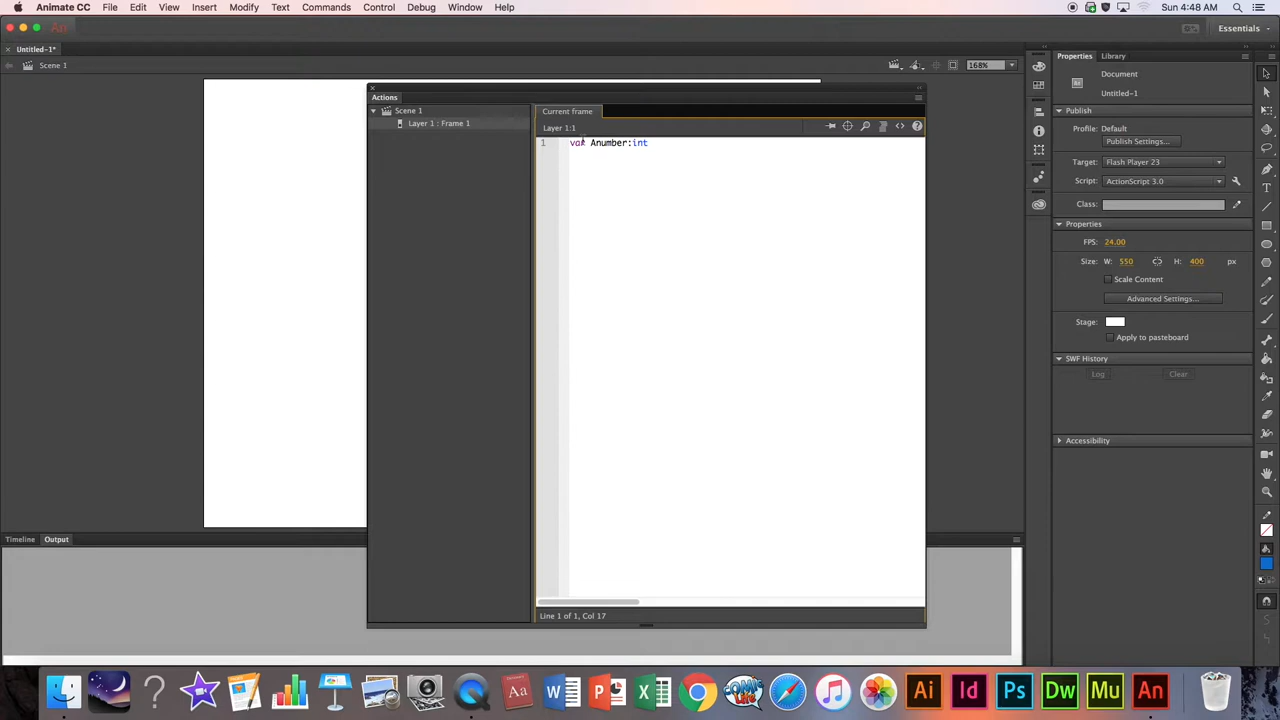 Animate CC File Edit View Insert Modify Text Commands Control Debug Window Help Sun 4:48 AM
An Essentials
Untitled-1*
Scene 1 168%
Actions
Scene 1
Layer 1 : Frame 1
Current frame
Layer 1:1
1 var Anumber:int
Line 1 of 1, Col 17
Properties Library
Document
Untitled-1
Publish
Profile: Default
Publish Settings...
Target: Flash Player 23
Script: ActionScript 3.0
Class:
Properties
FPS: 24.00
Size: W: 550 H: 400 px
Scale Content
Advanced Settings...
Stage:
Apply to pasteboard
SWF History
Log Clear
Accessibility
Timeline Output
? Aa W P X COMIC LIFE Ai Id Ps Dw Mu An